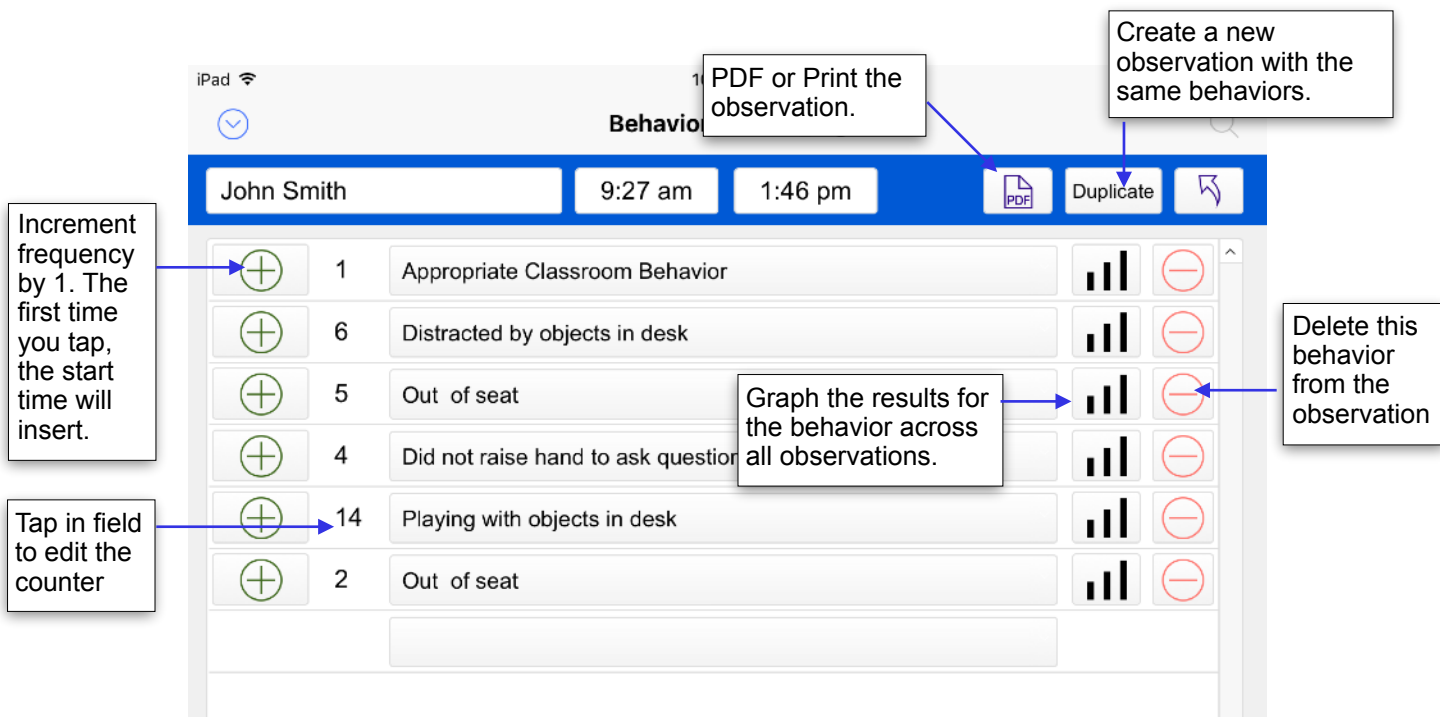 Create a new
observation with the
same behaviors.
PDF or Print the
observation.
iPad
Behavior
John Smith
9:27 am
1:46 pm
PDF
Duplicate
Increment
frequency
by 1. The
first time
you tap,
the start
time will
insert.
1 Appropriate Classroom Behavior
6 Distracted by objects in desk
5 Out of seat
4 Did not raise hand to ask question
14 Playing with objects in desk
2 Out of seat
Graph the results for
the behavior across
all observations.
Delete this
behavior
from the
observation
Tap in field
to edit the
counter